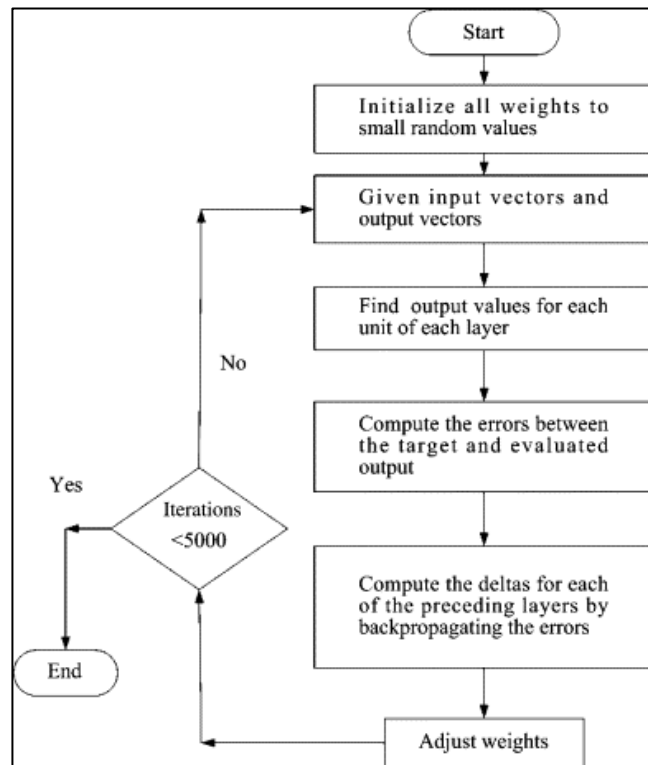 Start
Initialize all weights to
small random values
Given input vectors and
output vectors
Find output values for each
unit of each layer
Compute the errors between
the target and evaluated
output
Compute the deltas for each
of the preceding layers by
backpropagating the errors
Adjust weights
Iterations
<5000
No
Yes
End